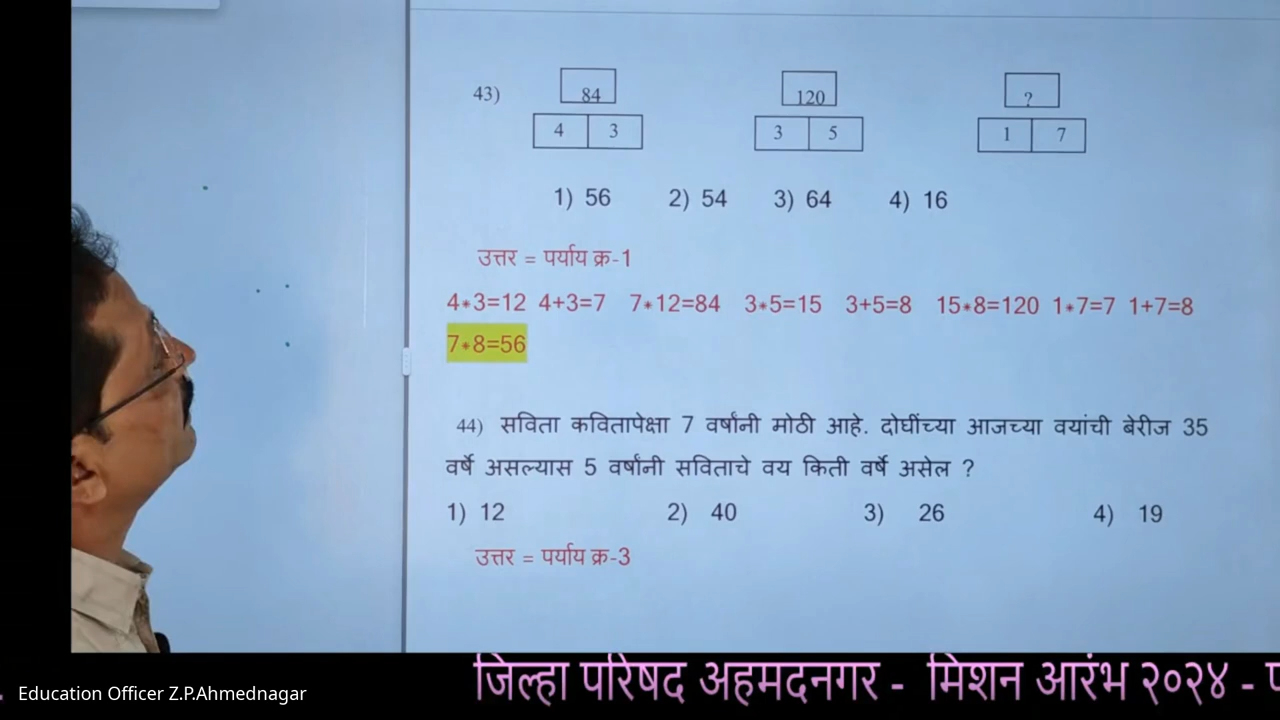 43) 84 120 ?
4 3 3 5 1 7
1) 56 2) 54 3) 64 4) 16
उत्तर = पर्याय क्र-1
4*3=12 4+3=7 7*12=84 3*5=15 3+5=8 15*8=120 1*7=7 1+7=8
7*8=56
44) सविता कवितापेक्षा 7 वर्षांनी मोठी आहे. दोघींच्या आजच्या वयांची बेरीज 35
वर्षे असल्यास 5 वर्षांनी सविताचे वय किती वर्षे असेल ?
1) 12 2) 40 3) 26 4) 19
उत्तर = पर्याय क्र-3
जिल्हा परिषद अहमदनगर - मिशन आरंभ २०२४ -
Education Officer Z.P.Ahmednagar